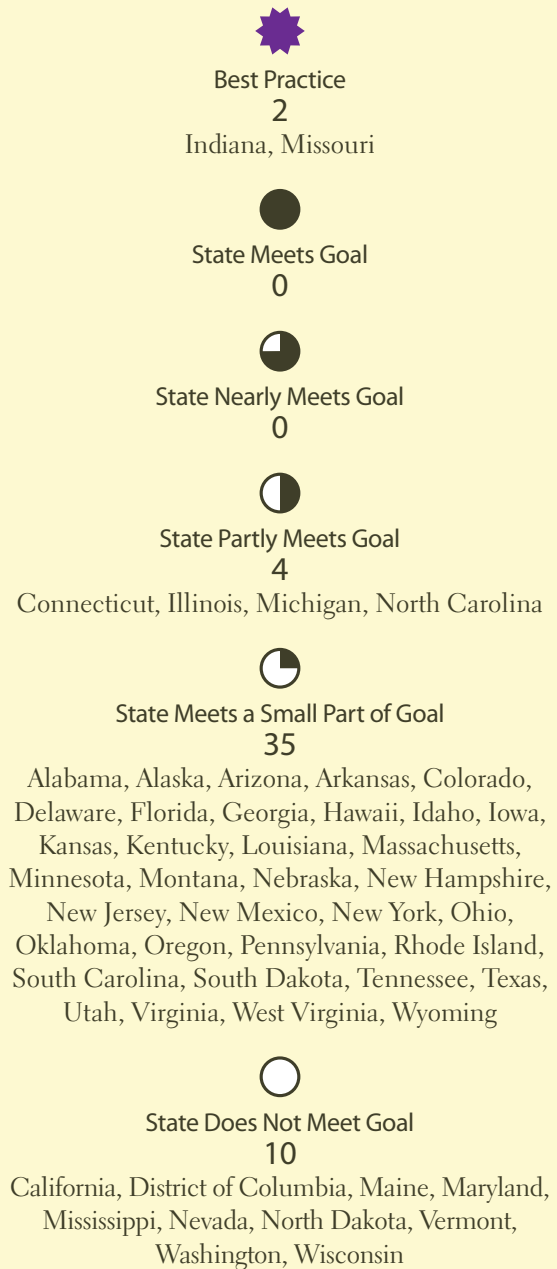 Best Practice
2
Indiana, Missouri
State Meets Goal
0
State Nearly Meets Goal
0
State Partly Meets Goal
4
Connecticut, Illinois, Michigan, North Carolina
State Meets a Small Part of Goal
35
Alabama, Alaska, Arizona, Arkansas, Colorado,
Delaware, Florida, Georgia, Hawaii, Idaho, Iowa,
Kansas, Kentucky, Louisiana, Massachusetts,
Minnesota, Montana, Nebraska, New Hampshire,
New Jersey, New Mexico, New York, Ohio,
Oklahoma, Oregon, Pennsylvania, Rhode Island,
South Carolina, South Dakota, Tennessee, Texas,
Utah, Virginia, West Virginia, Wyoming
State Does Not Meet Goal
10
California, District of Columbia, Maine, Maryland,
Mississippi, Nevada, North Dakota, Vermont,
Washington, Wisconsin